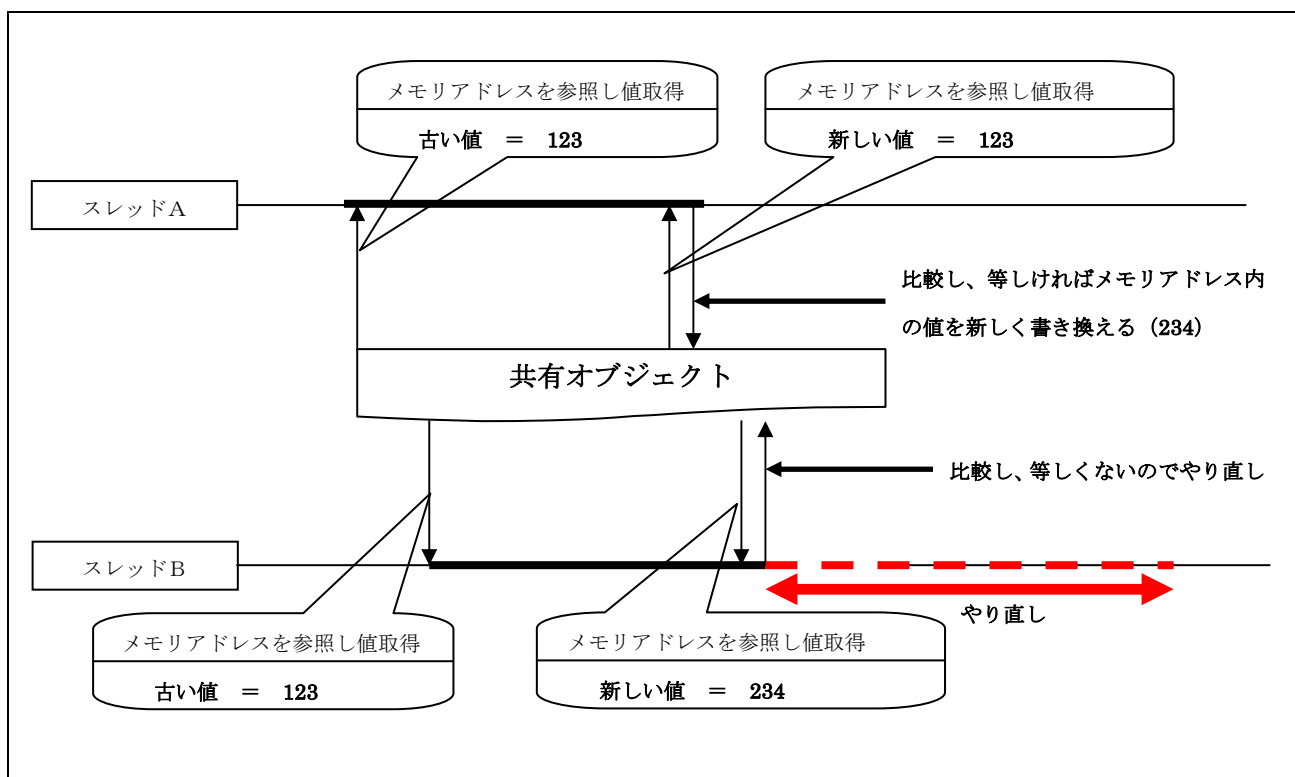 メモリアドレスを参照し値取得
古い値 ＝ 123
メモリアドレスを参照し値取得
新しい値 ＝ 123
スレッドA
比較し、等しければメモリアドレス内
の値を新しく書き換える（234）
共有オブジェクト
比較し、等しくないのでやり直し
スレッドB
やり直し
メモリアドレスを参照し値取得
古い値 ＝ 123
メモリアドレスを参照し値取得
新しい値 ＝ 234